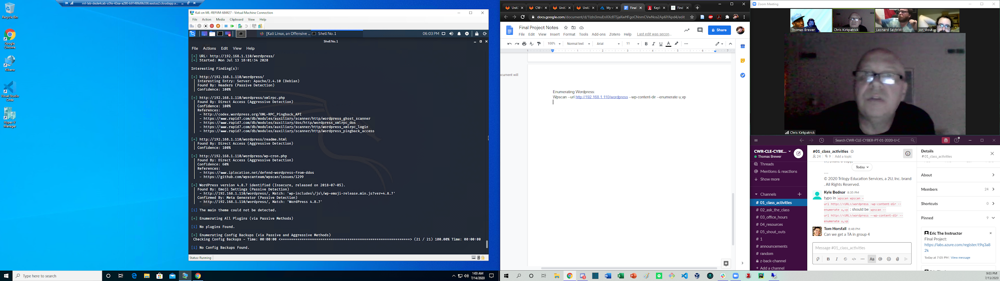 Recycle Bin
Google
Chrome
Kibana
Visual Studio
Code
Hyper-V
Manager
ml-lab-dede4cab-a5fe-42ea-a290-b91499d9b336.eastus2.cloudapp.a...
Kali on ML-REFVM-684427 - Virtual Machine Connection
File Action Media Clipboard View Help
[Kali Linux, an Offensive ... Shell No. 1 06:03 PM
Shell No.1
File Actions Edit View Help
[+] URL: http://192.168.1.110/wordpress/
[+] Started: Mon Jul 13 18:01:34 2020
Interesting Finding(s):
[+] http://192.168.1.110/wordpress/
| Interesting Entry: Server: Apache/2.4.10 (Debian)
| Found By: Headers (Passive Detection)
| Confidence: 100%
[+] http://192.168.1.110/wordpress/xmlrpc.php
| Found By: Direct Access (Aggressive Detection)
| Confidence: 100%
| References:
| - http://codex.wordpress.org/XML-RPC_Pingback_API
| - https://www.rapid7.com/db/modules/auxiliary/scanner/http/wordpress_ghost_scanner
| - https://www.rapid7.com/db/modules/auxiliary/dos/http/wordpress_xmlrpc_dos
| - https://www.rapid7.com/db/modules/auxiliary/scanner/http/wordpress_xmlrpc_login
| - https://www.rapid7.com/db/modules/auxiliary/scanner/http/wordpress_pingback_access
[+] http://192.168.1.110/wordpress/readme.html
| Found By: Direct Access (Aggressive Detection)
| Confidence: 100%
[+] http://192.168.1.110/wordpress/wp-cron.php
| Found By: Direct Access (Aggressive Detection)
| Confidence: 60%
| References:
| - https://www.iplocation.net/defend-wordpress-from-ddos
| - https://github.com/wpscanteam/wpscan/issues/1299
[+] WordPress version 4.8.7 identified (Insecure, released on 2018-07-05).
| Found By: Emoji Settings (Passive Detection)
| - http://192.168.1.110/wordpress/, Match: 'wp-includes\/js\/wp-emoji-release.min.js?ver=4.8.7'
| Confirmed By: Meta Generator (Passive Detection)
| - http://192.168.1.110/wordpress/, Match: 'WordPress 4.8.7'
[i] The main theme could not be detected.
[+] Enumerating All Plugins (via Passive Methods)
[i] No plugins Found.
[+] Enumerating Config Backups (via Passive and Aggressive Methods)
Checking Config Backups - Time: 00:00:00 <==============================================================> (21 / 21) 100.00% Time: 00:00:00
[i] No Config Backups Found.
Status: Running
Type here to search
1:03 AM
7/14/2020
Unit2 CW-C Unit2 Unit2 My v Final Keyl Find
docs.google.com/document/d/1IzIn3muEnXXc8TSjaKwHFgoCNnmCVwNos2Ap6IYApd4/edit
Final Project Notes
File Edit View Insert Format Tools Add-ons Zotero Help Last edit was secon...
Share
100% Normal text Arial 11
1 1 2 3 4 5 6 7
ocument will
Enumerating Wordpress:
Wpscan --url http://192.168.1.110/wordpress --wp-content-dir --enumerate u,vp
Zoom Meeting
Thomas Brewer
Chris Kirkpatrick
Leonard Sechrist
jon_stout
Chris Kirkpatrick
Search CWR-CLE-CYBER-PT-01-2020-U-C
CWR-CLE-CYBE...
Thomas Brewer
Threads
Mentions & reactions
Show more
Channels
# 01_class_activities
# 02_ask_the_class
# 03_office_hours
# 04_resources
# 05_shout_outs
# 1
# announcements
# random
z-back-channel
+ Add a channel
#01_class_activities
24 | 9 | Add a topic
Today
---
© 2020 Trilogy Education Services, a 2U, Inc. brand
. All Rights Reserved.
Kyle Bednar 8:35 PM
typo in wpscan wpscan -
url http://<URL>/wordpress -wp-content-dir --
enumerate u,vp : should be wpscan --
url http://<URL>/wordpress --wp-content-dir --
enumerate u,vp
Tom Horsfall 8:48 PM
Can we get a TA in group 4
Message #01_class_activities
Details
#01_class_activities
About
Members 24
Shortcuts 0
Pinned 9
Eric The Instructor
FInal Project:
https://labs.azure.com/register/t9q3a8
2k
Today at 7:05 PM | View message
9:03 PM
7/13/2020